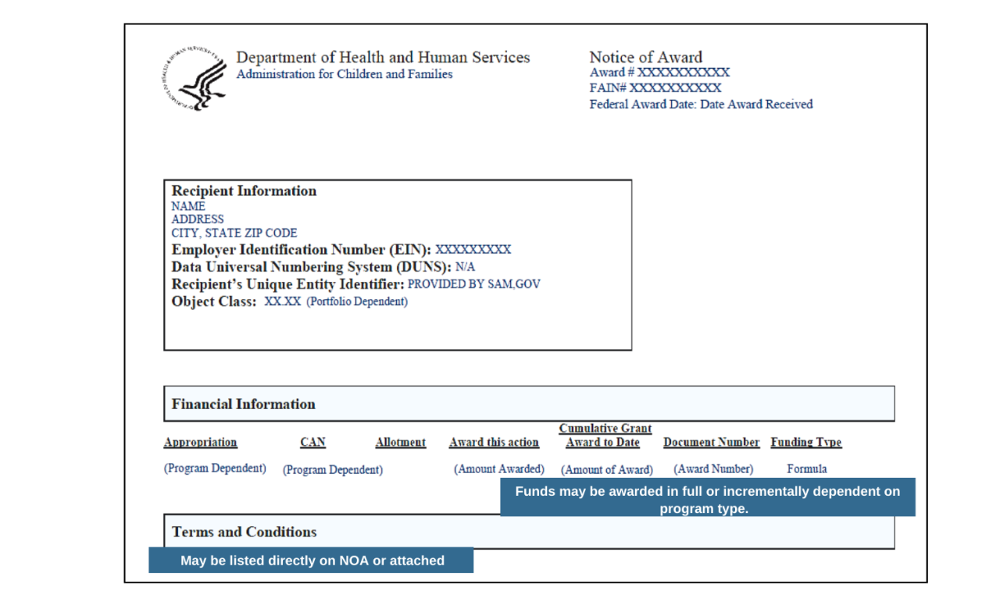 Department of Health and Human Services
Administration for Children and Families
Notice of Award
Award # XXXXXXXXXX
FAIN# XXXXXXXXXX
Federal Award Date: Date Award Received
Recipient Information
NAME
ADDRESS
CITY, STATE ZIP CODE
Employer Identification Number (EIN): XXXXXXXXX
Data Universal Numbering System (DUNS): N/A
Recipient's Unique Entity Identifier: PROVIDED BY SAM,GOV
Object Class: XX.XX (Portfolio Dependent)
Financial Information
Appropriation CAN Allotment Award this action Cumulative Grant Award to Date Document Number Funding Type
(Program Dependent) (Program Dependent) (Amount Awarded) (Amount of Award) (Award Number) Formula
Funds may be awarded in full or incrementally dependent on
program type.
Terms and Conditions
May be listed directly on NOA or attached